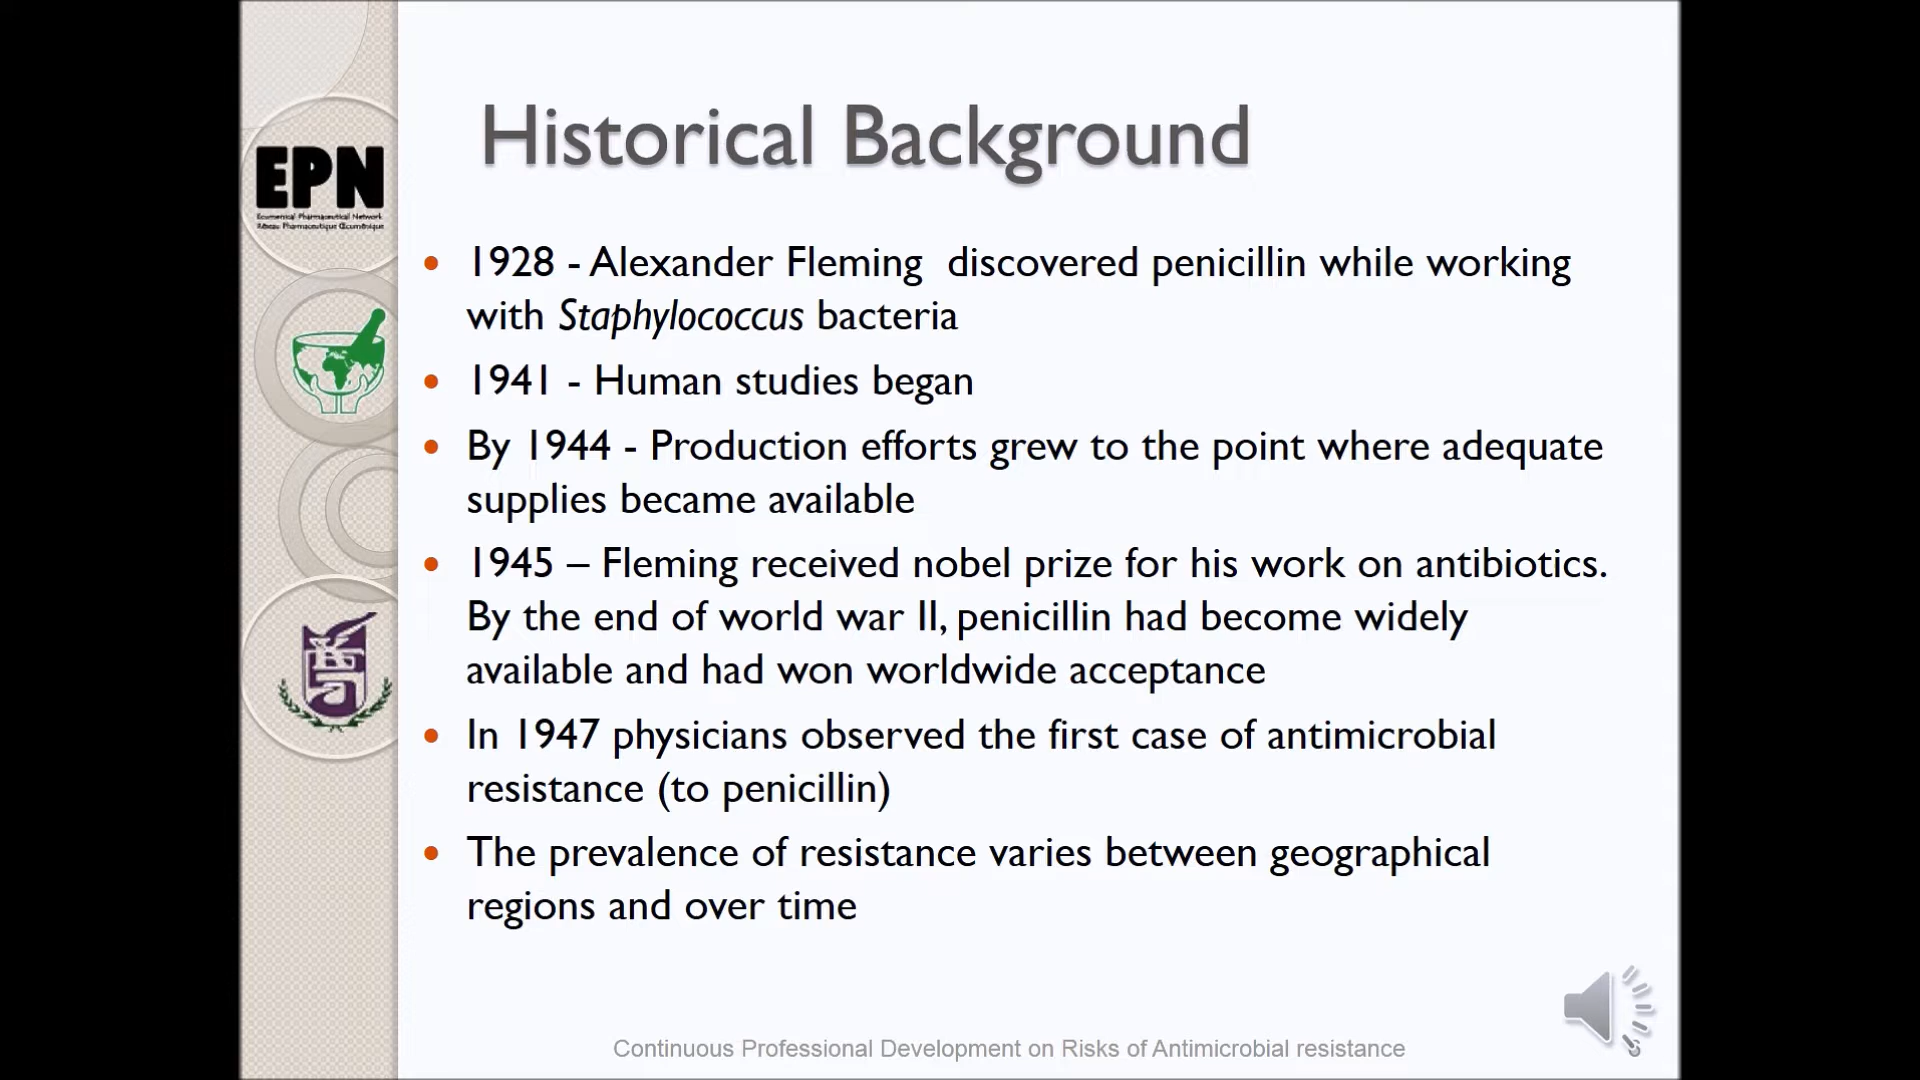 Historical Background
EPN
Ecumenical Pharmaceutical Network
Réseau Pharmaceutique Œcuménique
• 1928 - Alexander Fleming discovered penicillin while working
with Staphylococcus bacteria
• 1941 - Human studies began
• By 1944 - Production efforts grew to the point where adequate
supplies became available
• 1945 – Fleming received nobel prize for his work on antibiotics.
By the end of world war II, penicillin had become widely
available and had won worldwide acceptance
• In 1947 physicians observed the first case of antimicrobial
resistance (to penicillin)
• The prevalence of resistance varies between geographical
regions and over time
Continuous Professional Development on Risks of Antimicrobial resistance